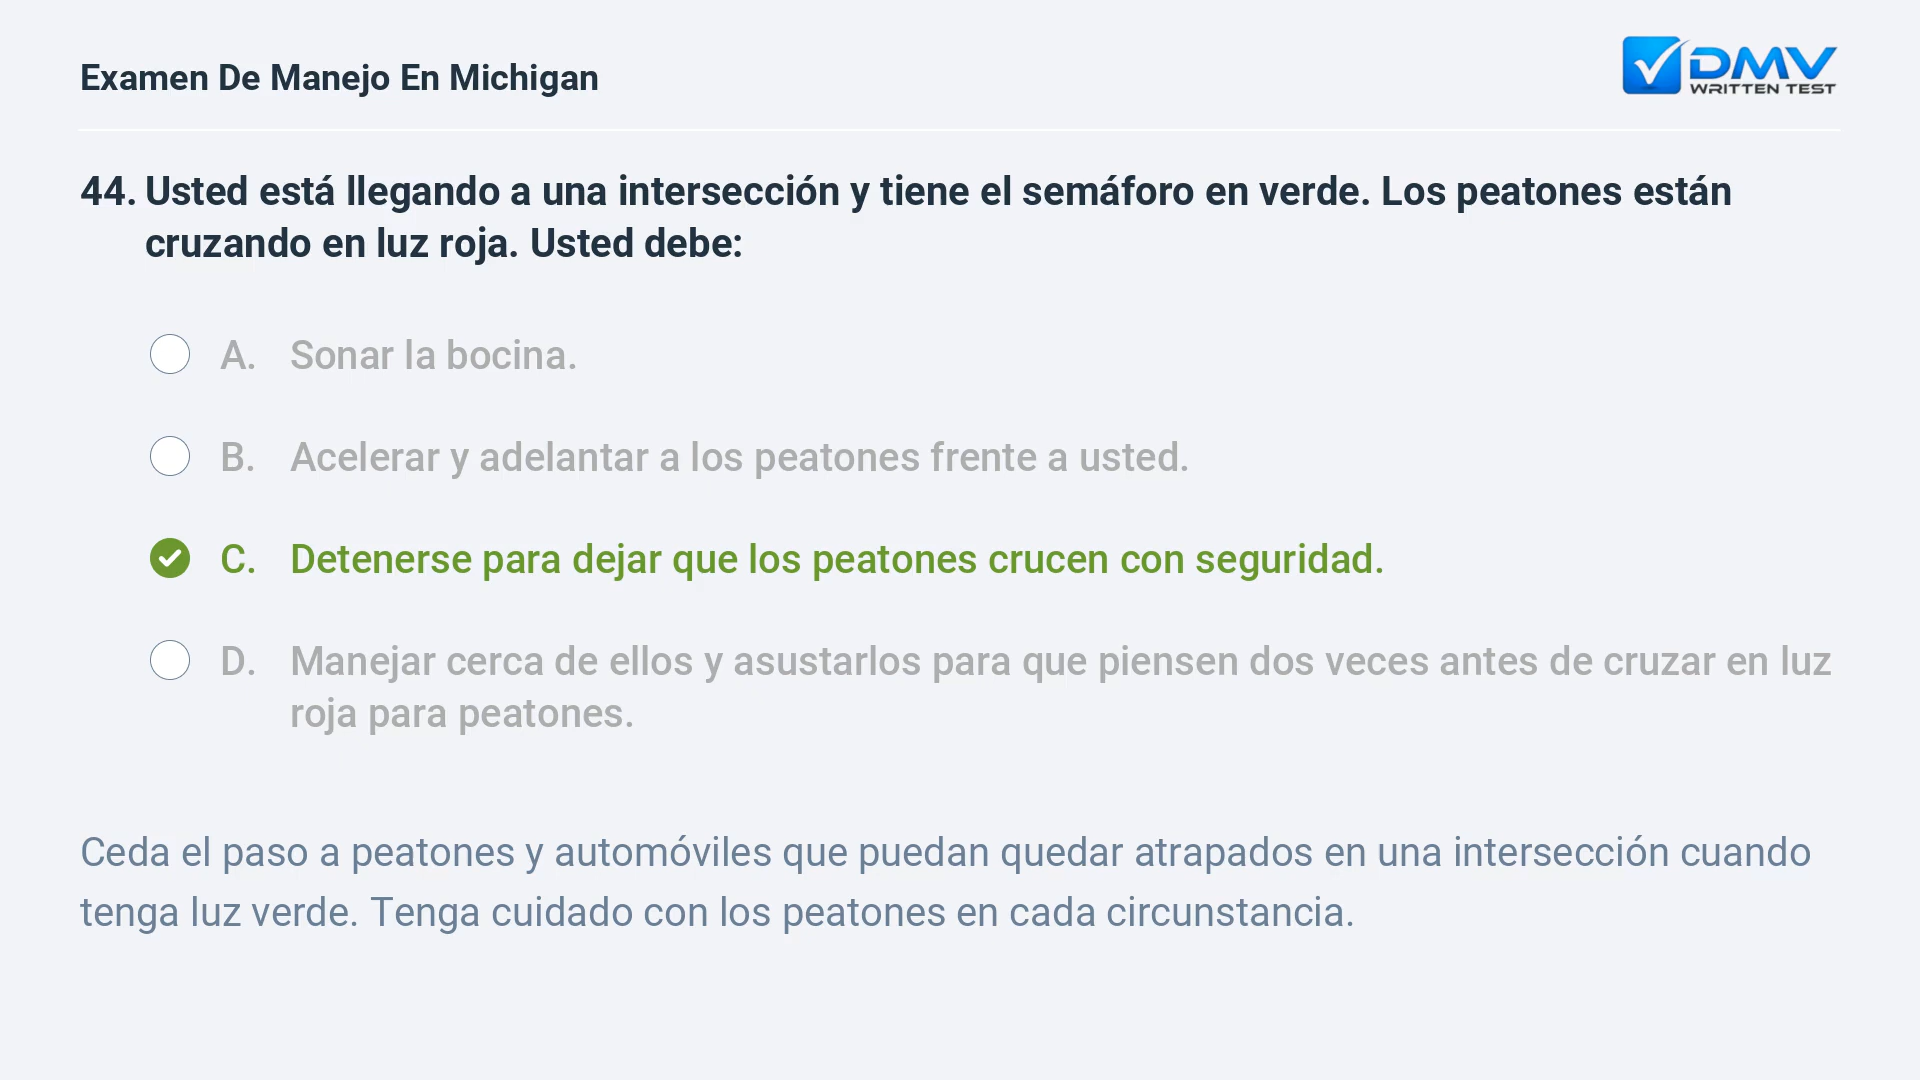 Examen De Manejo En Michigan
DMV
WRITTEN TEST
44. Usted está llegando a una intersección y tiene el semáforo en verde. Los peatones están
cruzando en luz roja. Usted debe:
A. Sonar la bocina.
B. Acelerar y adelantar a los peatones frente a usted.
C. Detenerse para dejar que los peatones crucen con seguridad.
D. Manejar cerca de ellos y asustarlos para que piensen dos veces antes de cruzar en luz
roja para peatones.
Ceda el paso a peatones y automóviles que puedan quedar atrapados en una intersección cuando
tenga luz verde. Tenga cuidado con los peatones en cada circunstancia.